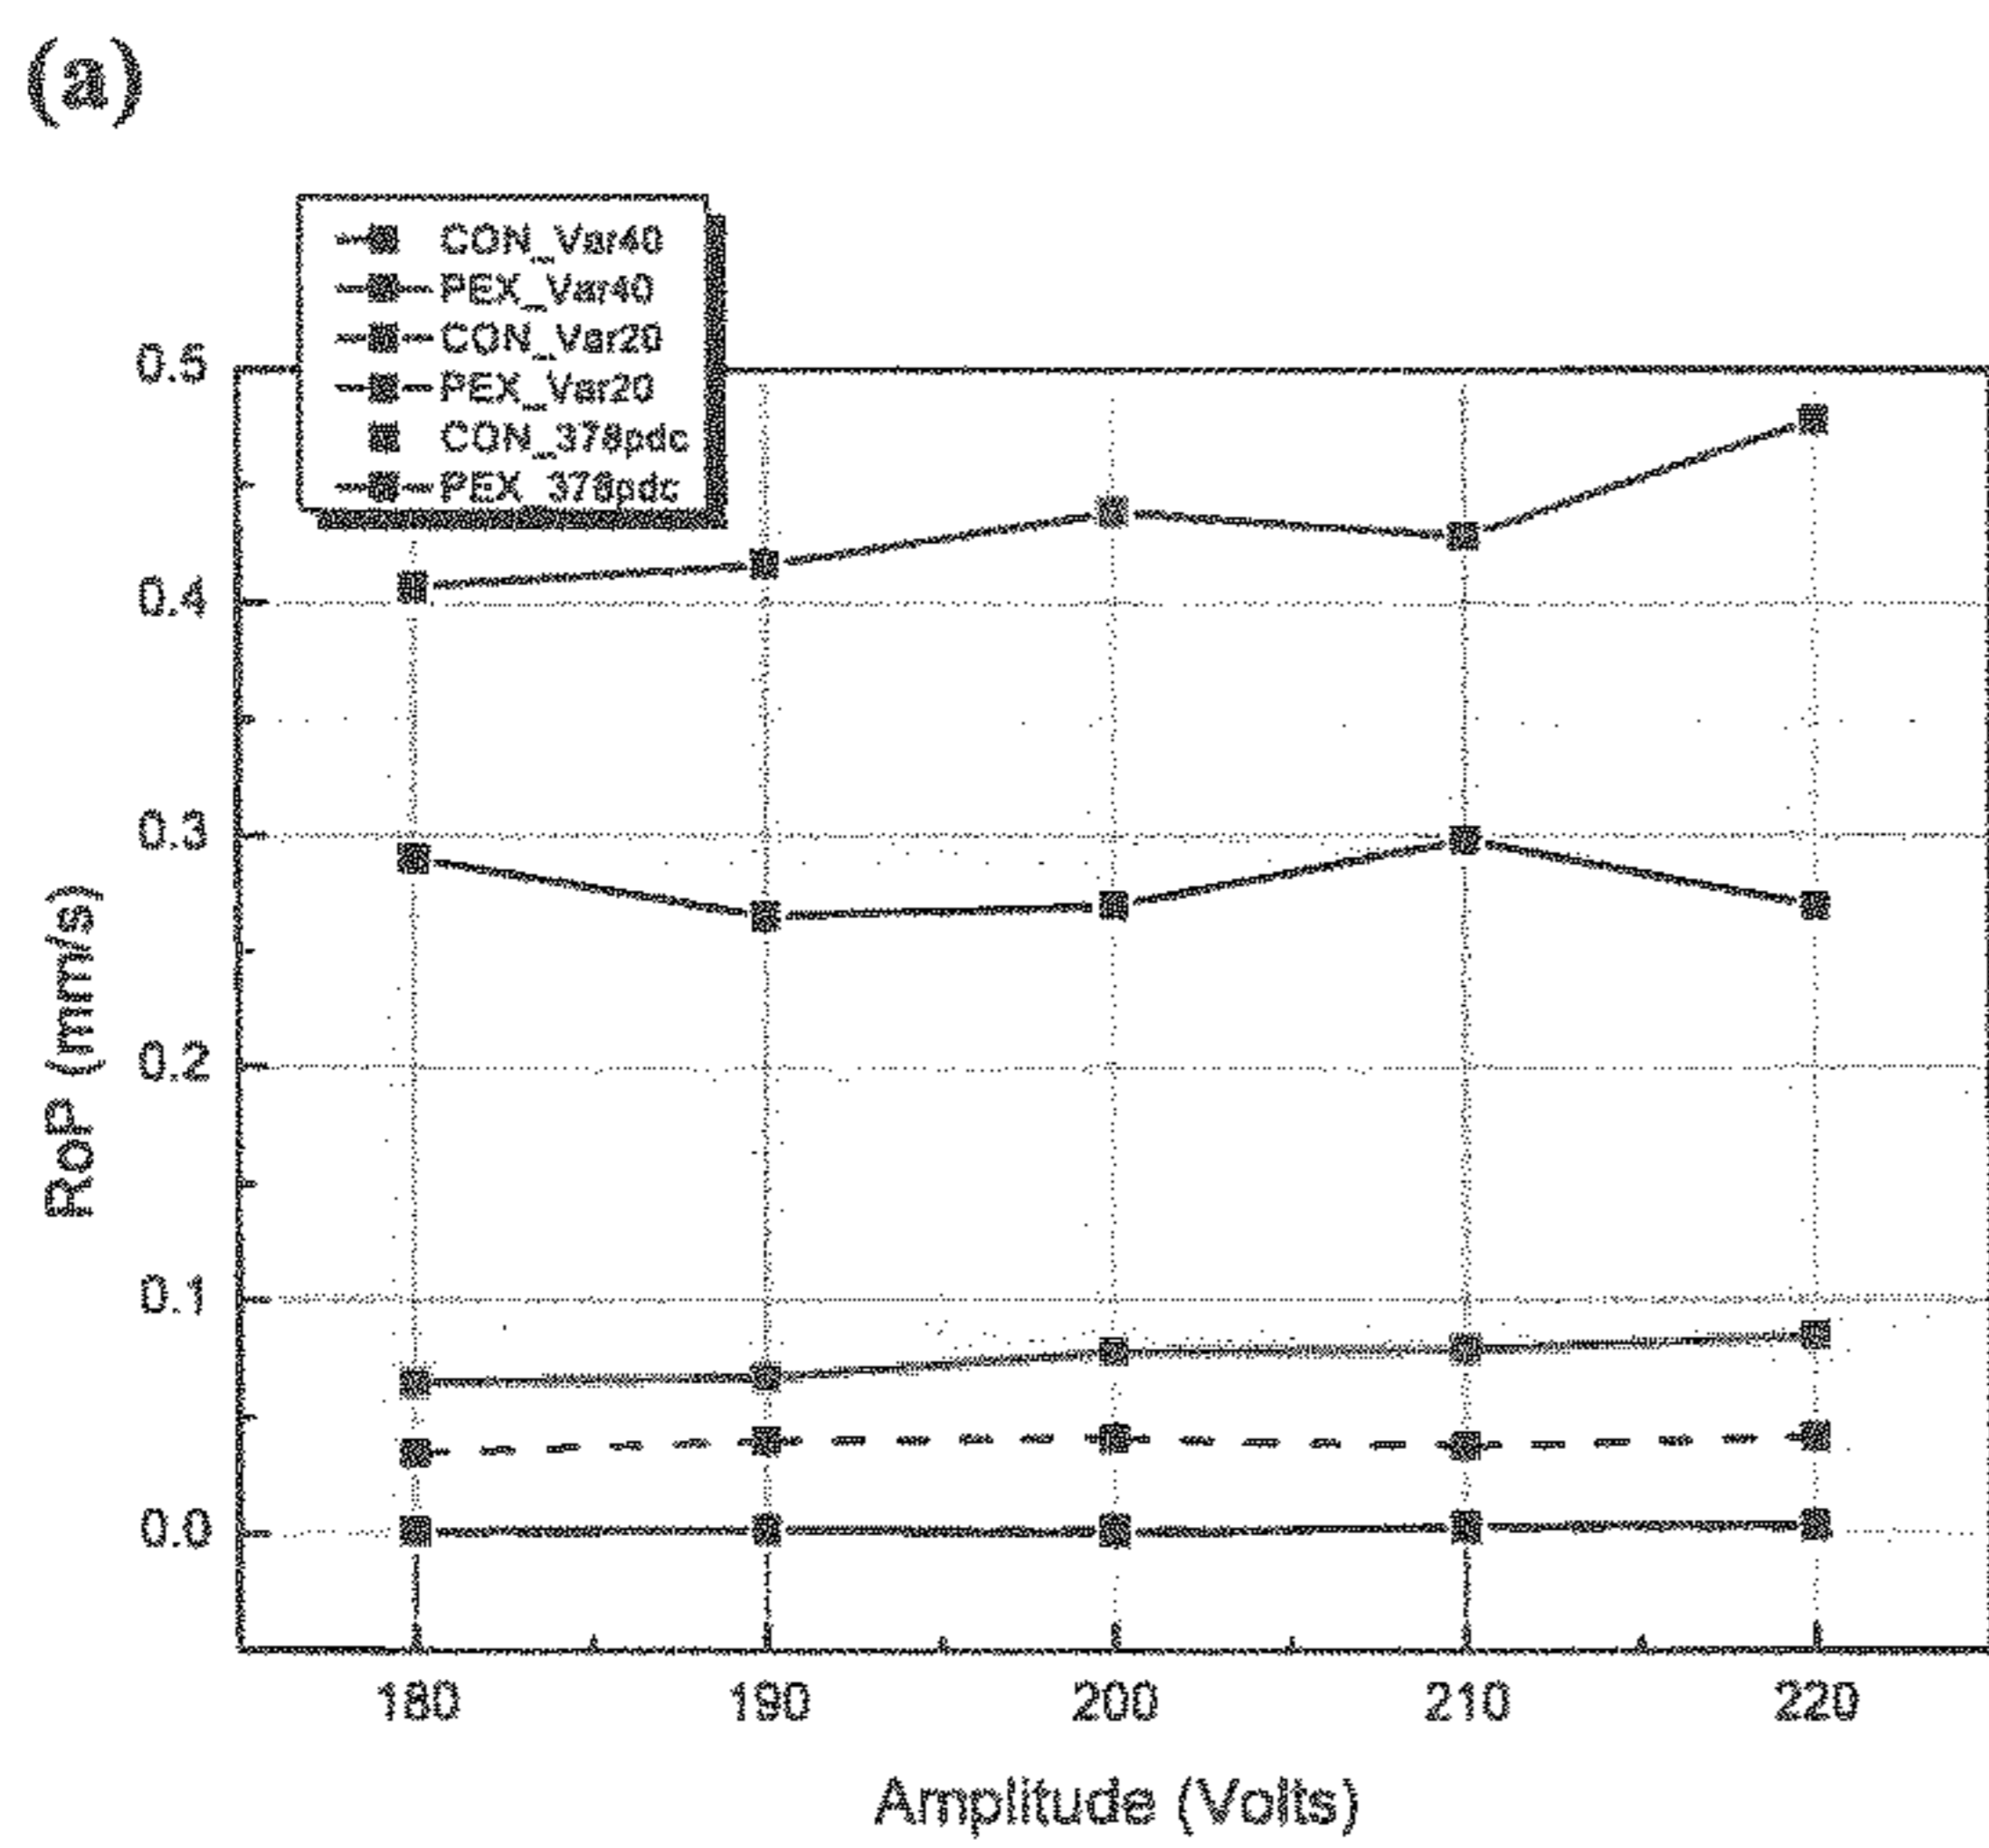 (a)
CON_Var40
PEX_Var40
CON_Var20
PEX_Var20
CON_378pdc
PEX_378pdc
0.5
0.4
0.3
0.2
0.1
0.0
RoP (mm/s)
180 190 200 210 220
Amplitude (Volts)